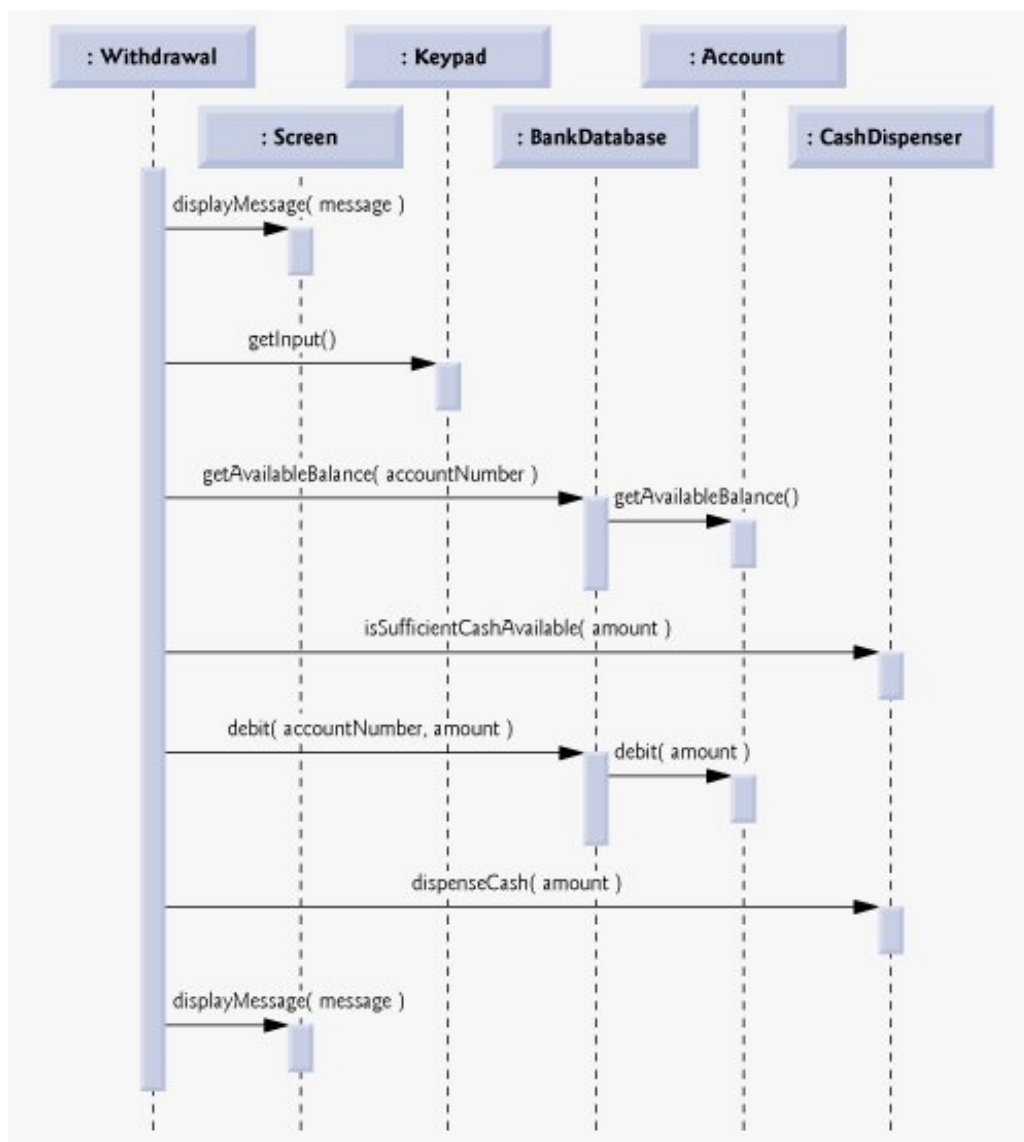 : Withdrawal
: Keypad
: Account
: Screen
: BankDatabase
: CashDispenser
displayMessage( message )
getInput()
getAvailableBalance( accountNumber )
getAvailableBalance()
isSufficientCashAvailable( amount )
debit( accountNumber, amount )
debit( amount )
dispenseCash( amount )
displayMessage( message )